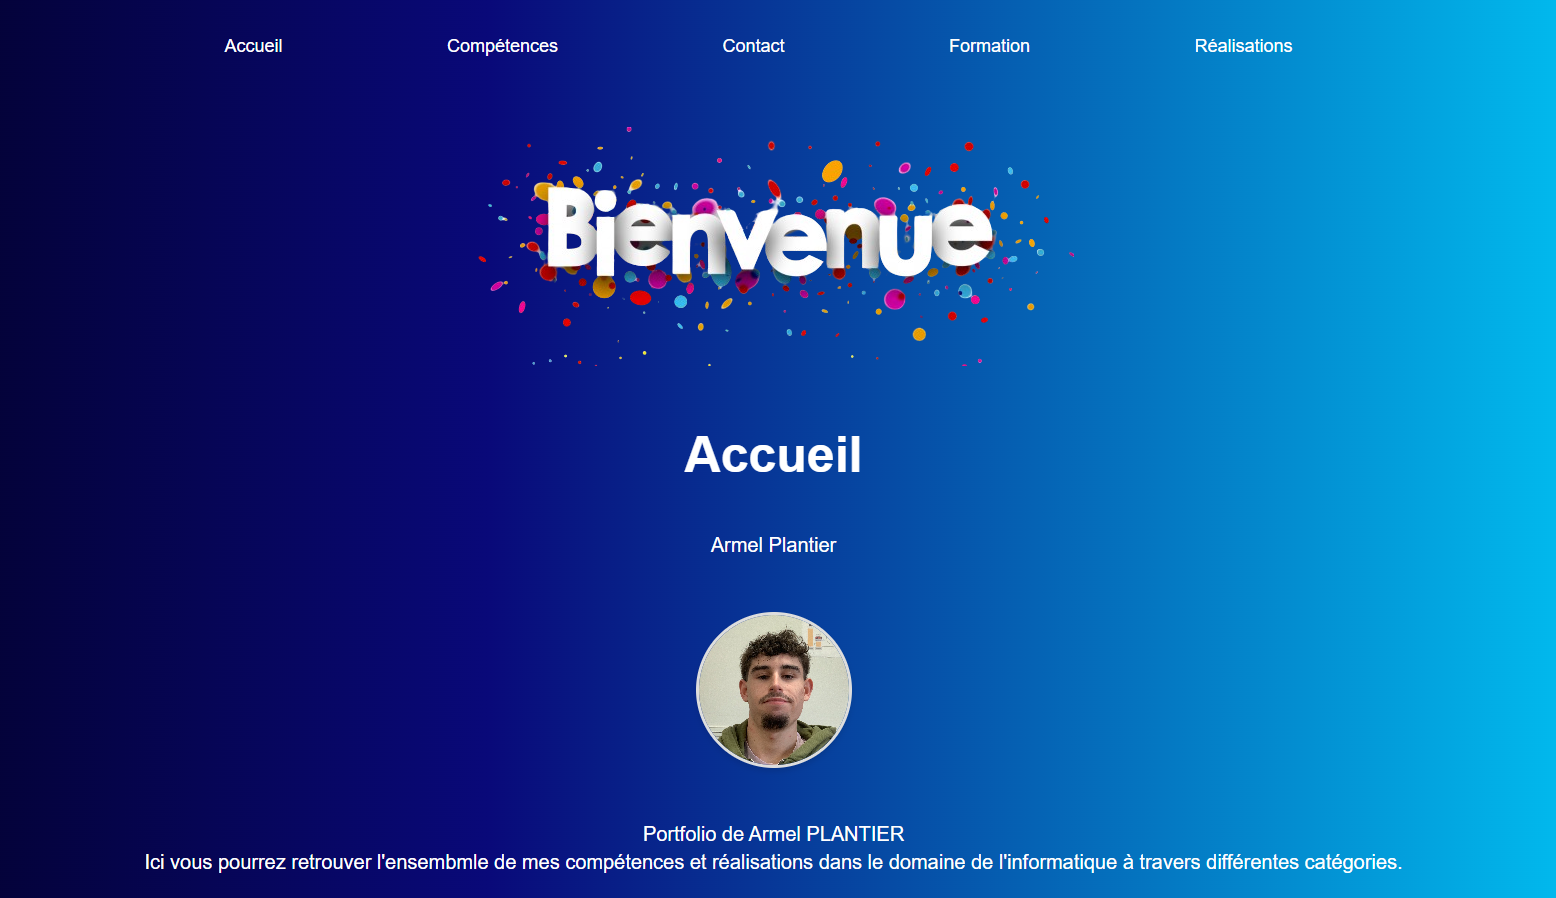 Accueil
Compétences
Contact
Formation
Réalisations
Bienvenue
Accueil
Armel Plantier
Portfolio de Armel PLANTIER
Ici vous pourrez retrouver l'ensembmle de mes compétences et réalisations dans le domaine de l'informatique à travers différentes catégories.